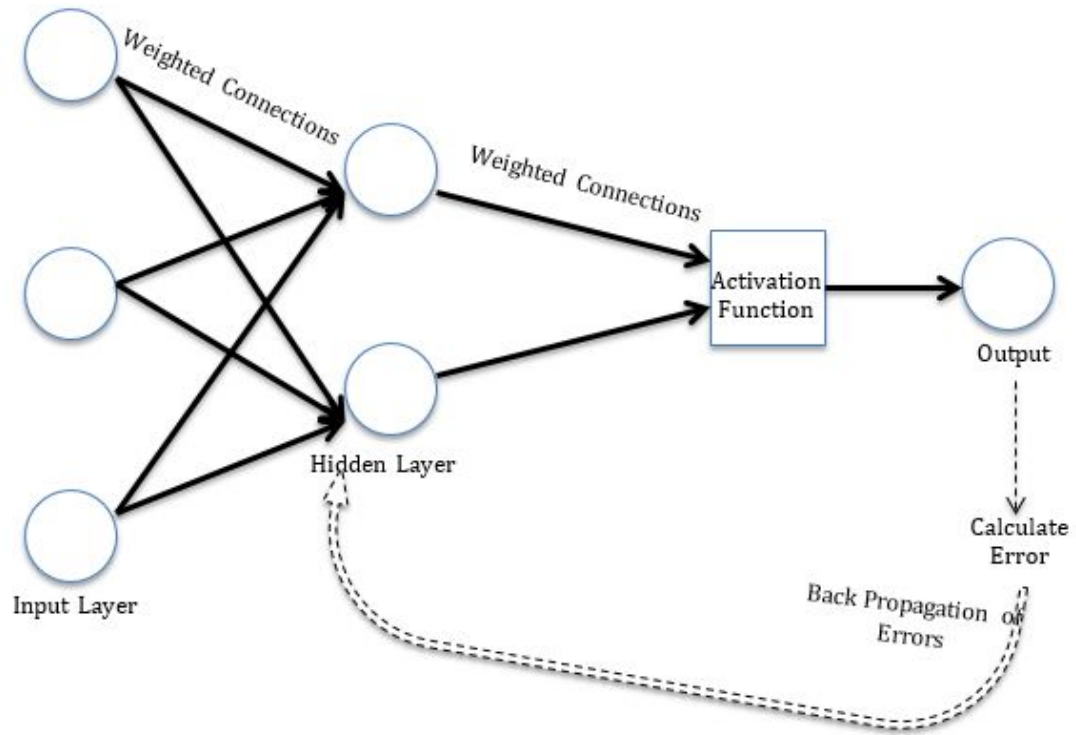 Weighted Connections
Weighted Connections
Activation
Function
Output
Hidden Layer
Calculate
Error
Input Layer
Back Propagation of
Errors